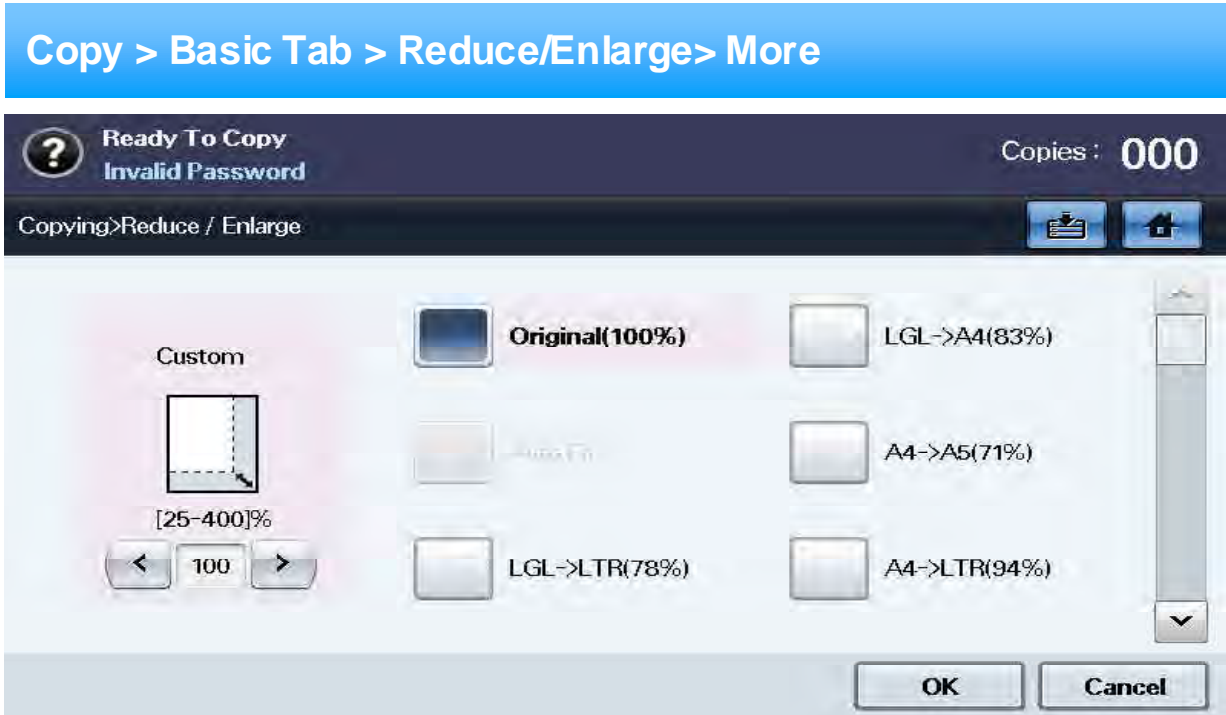 Copy > Basic Tab > Reduce/Enlarge> More
Ready To Copy
Invalid Password
Copies: 000
Copying>Reduce / Enlarge
Custom
[25-400]%
< 100 >
Original(100%)
LGL->LTR(78%)
LGL->A4(83%)
A4->A5(71%)
A4->LTR(94%)
OK
Cancel